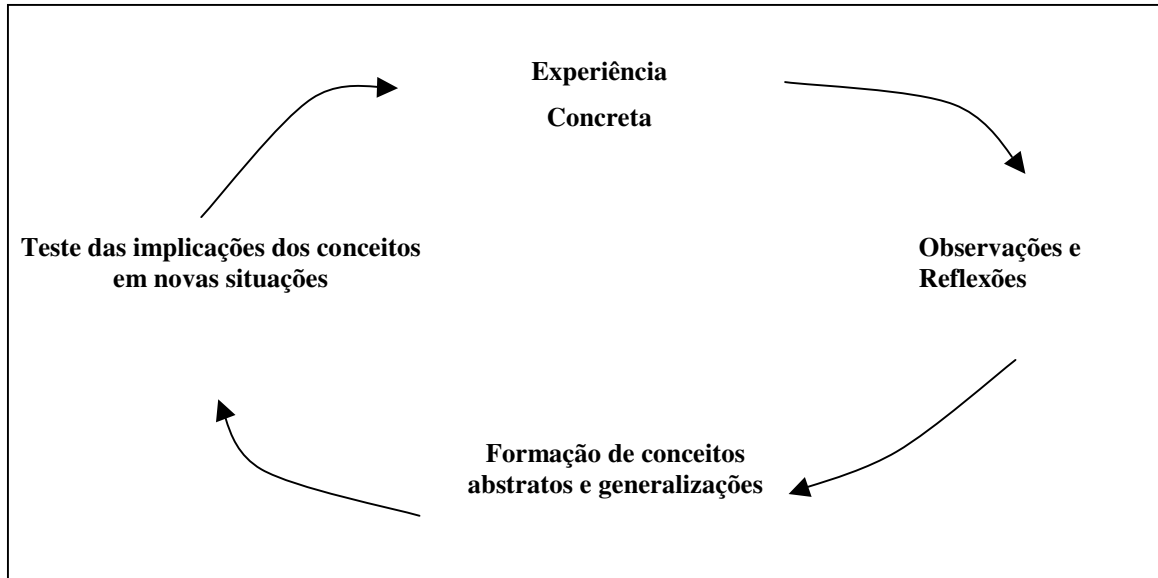 Experiência
Concreta
Teste das implicações dos conceitos
em novas situações
Observações e
Reflexões
Formação de conceitos
abstratos e generalizações